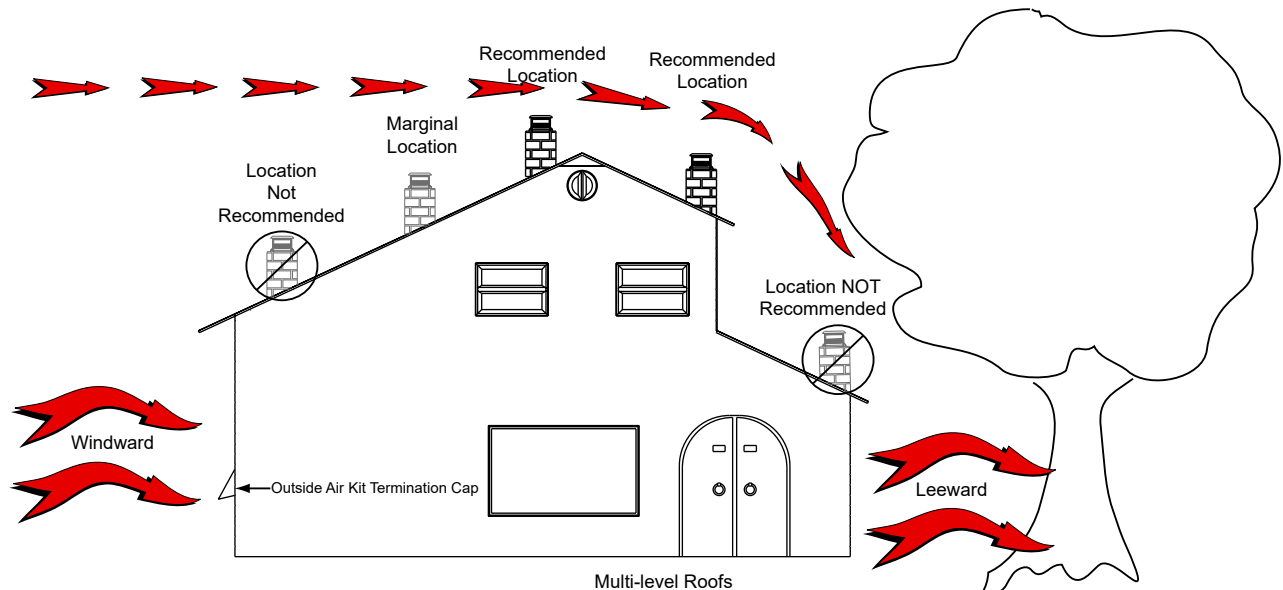 Recommended
Location
Recommended
Location
Marginal
Location
Location
Not
Recommended
Location NOT
Recommended
Windward
Outside Air Kit Termination Cap
Leeward
Multi-level Roofs